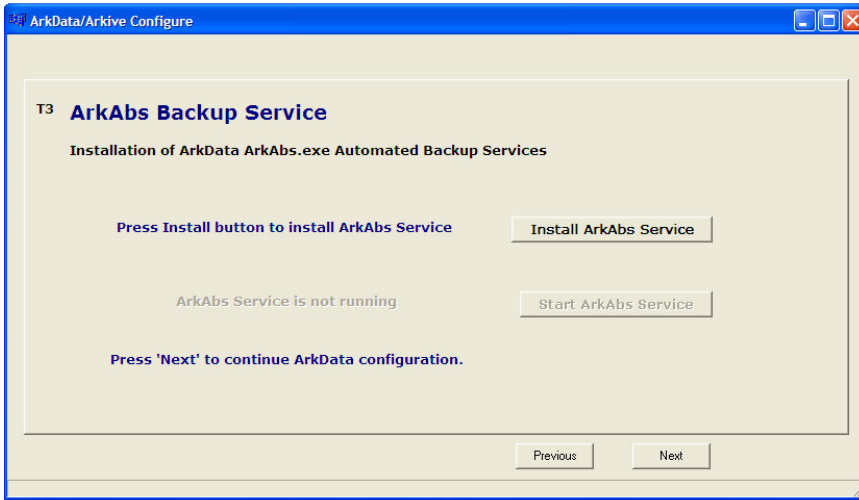 ArkData/Arkive Configure
T3 ArkAbs Backup Service
Installation of ArkData ArkAbs.exe Automated Backup Services
Press Install button to install ArkAbs Service Install ArkAbs Service
ArkAbs Service is not running Start ArkAbs Service
Press 'Next' to continue ArkData configuration.
Previous Next